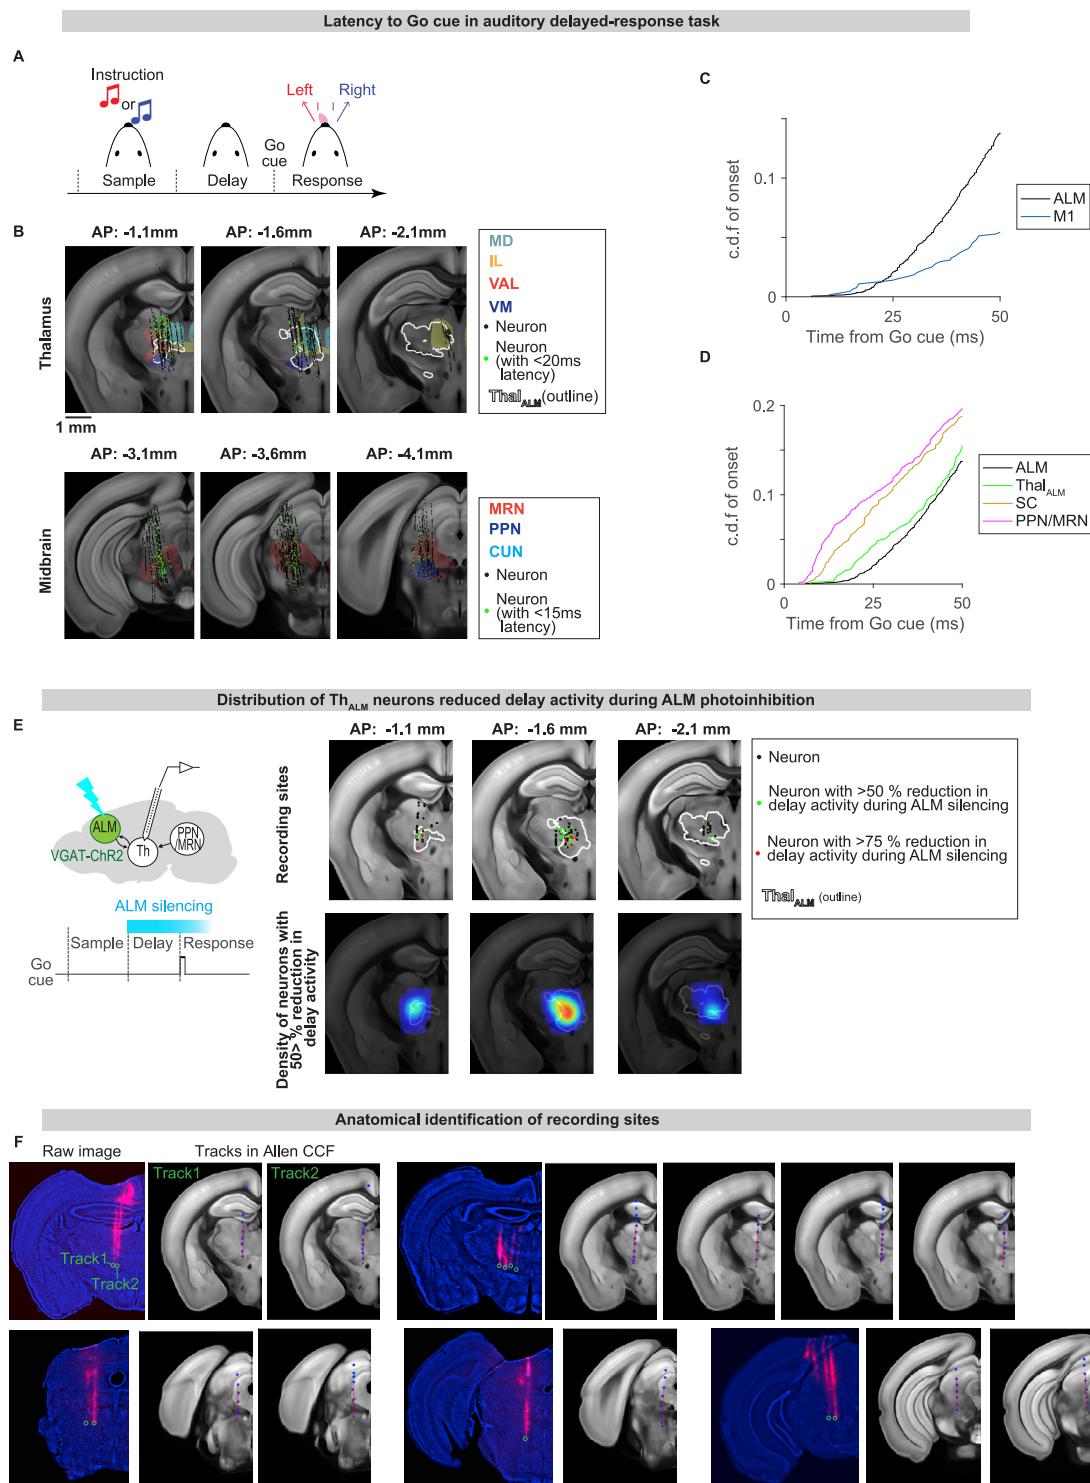 Latency to Go cue in auditory delayed-response task
A
Instruction
or
Left
Right
Go
cue
Sample
Delay
Response
B
AP: -1.1mm
AP: -1.6mm
AP: -2.1mm
Thalamus
1 mm
MD
IL
VAL
VM
Neuron
Neuron
(with <20ms
latency)
ThalALM (outline)
AP: -3.1mm
AP: -3.6mm
AP: -4.1mm
Midbrain
MRN
PPN
CUN
Neuron
Neuron
(with <15ms
latency)
C
c.d.f of onset
0.1
0
25
50
Time from Go cue (ms)
ALM
M1
D
c.d.f of onset
0.2
0.1
0
0
25
50
Time from Go cue (ms)
ALM
ThalALM
SC
PPN/MRN
Distribution of ThALM neurons reduced delay activity during ALM photoinhibition
E
ALM
Th
PPN
/MRN
VGAT-ChR2
ALM silencing
Sample
Delay
Response
Go
cue
AP: -1.1 mm
AP: -1.6 mm
AP: -2.1 mm
Recording sites
Density of neurons with
50> % reduction in
delay activity
Neuron
Neuron with >50 % reduction in
delay activity during ALM silencing
Neuron with >75 % reduction in
delay activity during ALM silencing
ThalALM (outline)
Anatomical identification of recording sites
F
Raw image
Tracks in Allen CCF
Track1
Track2
Track1
Track2